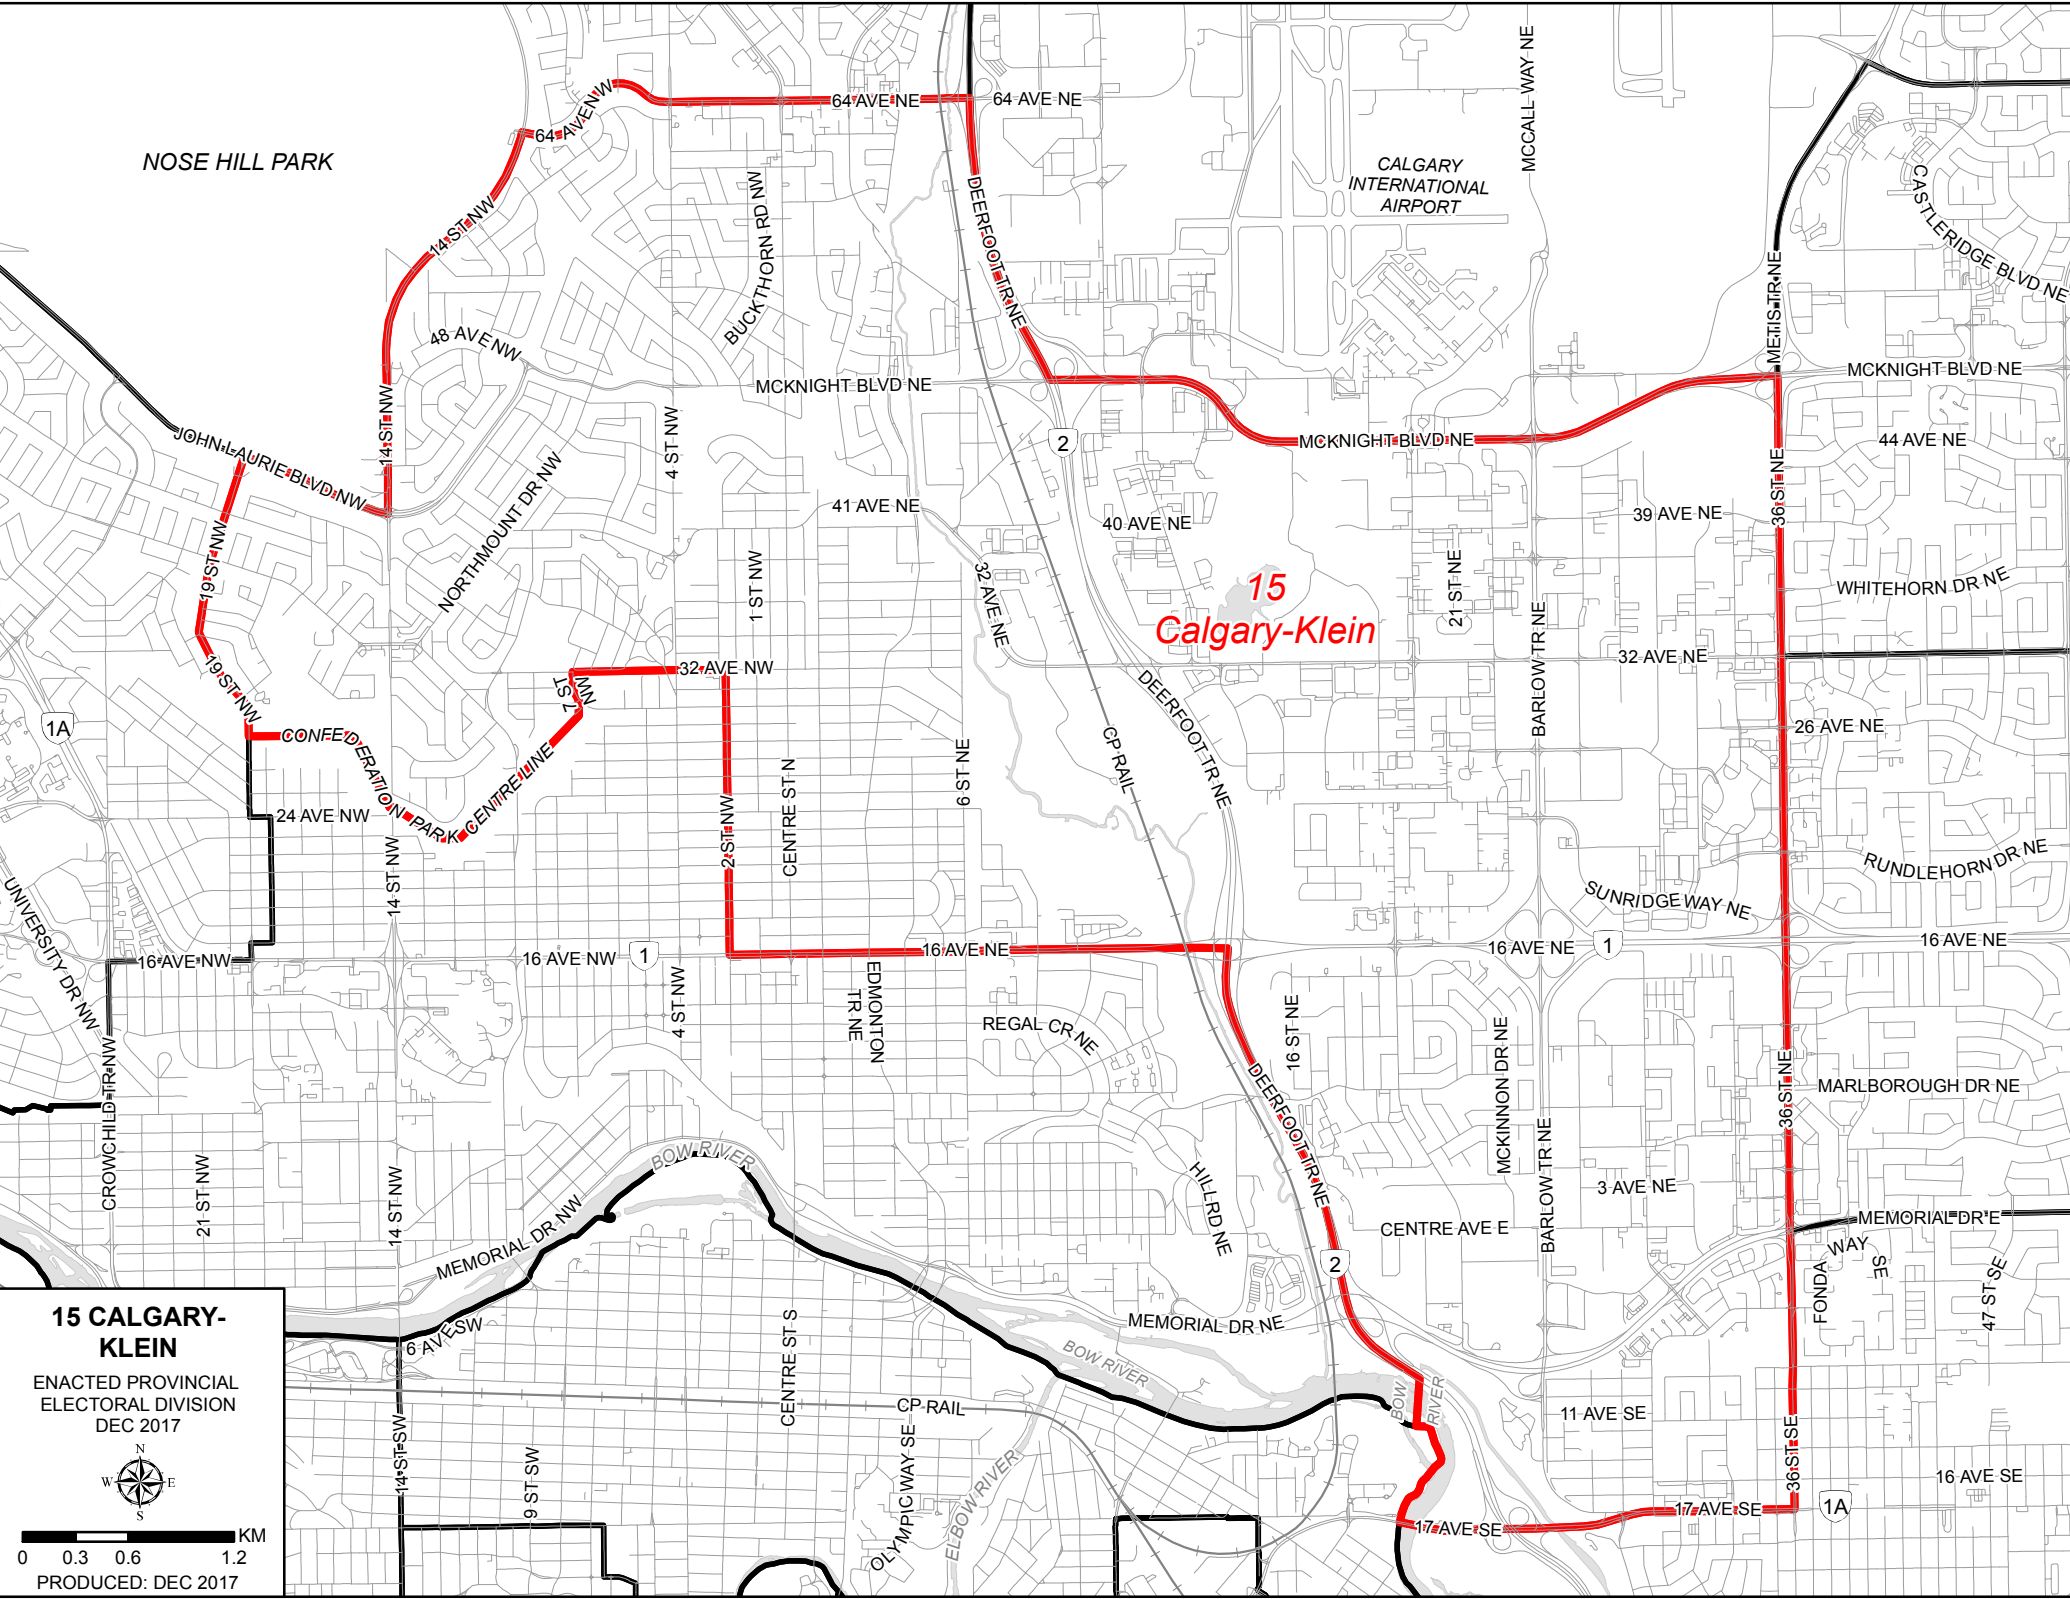 64 AVE NE
64 AVE NE
64 AVE NW
NOSE HILL PARK
MCCALL WAY NE
CALGARY
INTERNATIONAL
AIRPORT
CASTLERIDGE BLVD NE
14 ST NW
BUCKTHORN RD NW
DEERFOOT TR NE
METIS TR NE
48 AVE NW
MCKNIGHT BLVD NE
MCKNIGHT BLVD NE
14 ST NW
4 ST NW
JOHN LAURIE BLVD NW
2
MCKNIGHT BLVD NE
44 AVE NE
36 ST NE
NORTHMOUNT DR NW
41 AVE NE
40 AVE NE
39 AVE NE
19 ST NW
1 ST NW
32 AVE NE
15
Calgary-Klein
21 ST NE
WHITEHORN DR NE
BARLOW TR NE
32 AVE NE
32 AVE NW
7 ST
NW
19 ST NW
1A
CONFEDERATION PARK CENTRE LINE
DEERFOOT TR NE
CP RAIL
26 AVE NE
6 ST NE
CENTRE ST N
2 ST NW
24 AVE NW
14 ST NW
RUNDLEHORN DR NE
SUNRIDGE WAY NE
UNIVERSITY DR NW
16 AVE NW
16 AVE NW
1
16 AVE NE
16 AVE NE
1
16 AVE NE
4 ST NW
EDMONTON
TR NE
REGAL CR NE
16 ST NE
MCKINNON DR NE
CROWCHILD TR NW
DEERFOOT TR NE
36 ST NE
MARLBOROUGH DR NE
BOW RIVER
21 ST NW
14 ST NW
MEMORIAL DR NW
HILLRD NE
BARLOW TR NE
3 AVE NE
CENTRE AVE E
MEMORIAL DR E
2
FONDA
WAY
SE
47 ST SE
6 AVE SW
CENTRE ST S
MEMORIAL DR NE
BOW RIVER
BOW
RIVER
CP RAIL
11 AVE SE
14 ST SW
9 ST SW
OLYMPIC WAY SE
ELBOW RIVER
36 ST SE
16 AVE SE
17 AVE SE
17 AVE SE
1A
15 CALGARY-
KLEIN
ENACTED PROVINCIAL
ELECTORAL DIVISION
DEC 2017
N
W E
S
KM
0 0.3 0.6 1.2
PRODUCED: DEC 2017